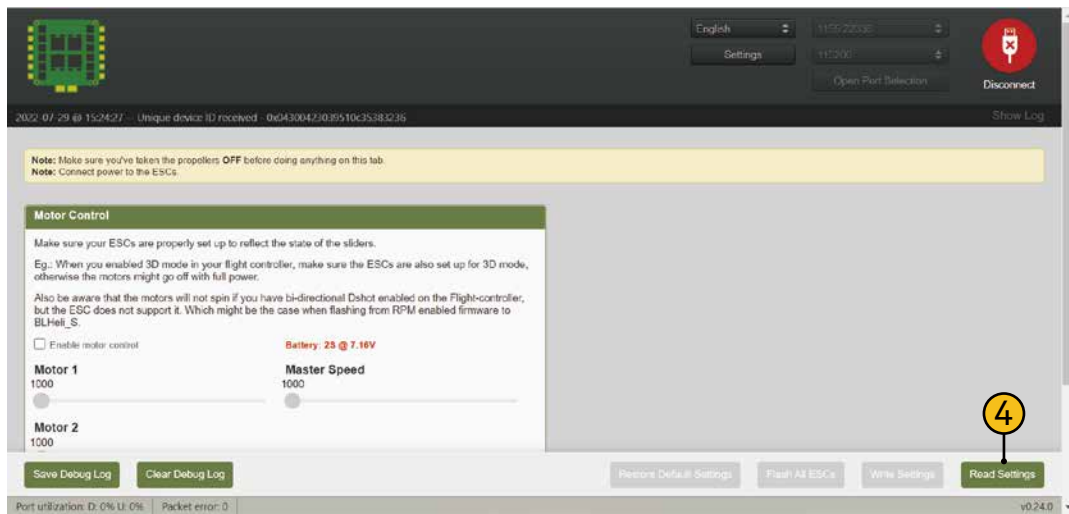 English
1155:22336
Settings
115200
Open Port Selection
Disconnect
2022-07-29 @ 15:24:27 -- Unique device ID received - 0x04300423039510c35383236
Show Log
Note: Make sure you've taken the propellers OFF before doing anything on this tab.
Note: Connect power to the ESCs.
Motor Control
Make sure your ESCs are properly set up to reflect the state of the sliders.
Eg.: When you enabled 3D mode in your flight controller, make sure the ESCs are also set up for 3D mode,
otherwise the motors might go off with full power.
Also be aware that the motors will not spin if you have bi-directional Dshot enabled on the Flight-controller,
but the ESC does not support it. Which might be the case when flashing from RPM enabled firmware to
BLHeli_S.
Enable motor control
Battery: 2S @ 7.16V
Motor 1
Master Speed
1000
1000
Motor 2
1000
4
Save Debug Log
Clear Debug Log
Restore Default Settings
Flash All ESCs
Write Settings
Read Settings
Port utilization: D: 0% U: 0%
Packet error: 0
v0.24.0